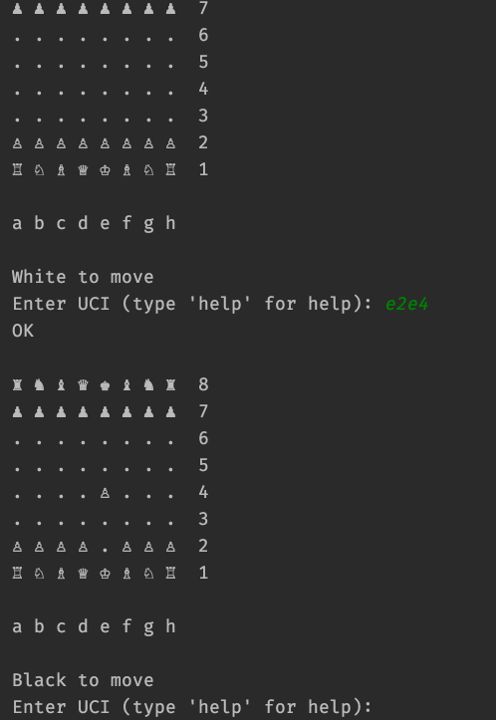 ♟ ♟ ♟ ♟ ♟ ♟ ♟ ♟  7
. . . . . . . .  6
. . . . . . . .  5
. . . . . . . .  4
. . . . . . . .  3
♙ ♙ ♙ ♙ ♙ ♙ ♙ ♙  2
♖ ♘ ♗ ♕ ♔ ♗ ♘ ♖  1
a b c d e f g h
White to move
Enter UCI (type 'help' for help): e2e4
OK
♜ ♞ ♝ ♛ ♚ ♝ ♞ ♜  8
♟ ♟ ♟ ♟ ♟ ♟ ♟ ♟  7
. . . . . . . .  6
. . . . . . . .  5
. . . . ♙ . . .  4
. . . . . . . .  3
♙ ♙ ♙ ♙ . ♙ ♙ ♙  2
♖ ♘ ♗ ♕ ♔ ♗ ♘ ♖  1
a b c d e f g h
Black to move
Enter UCI (type 'help' for help):